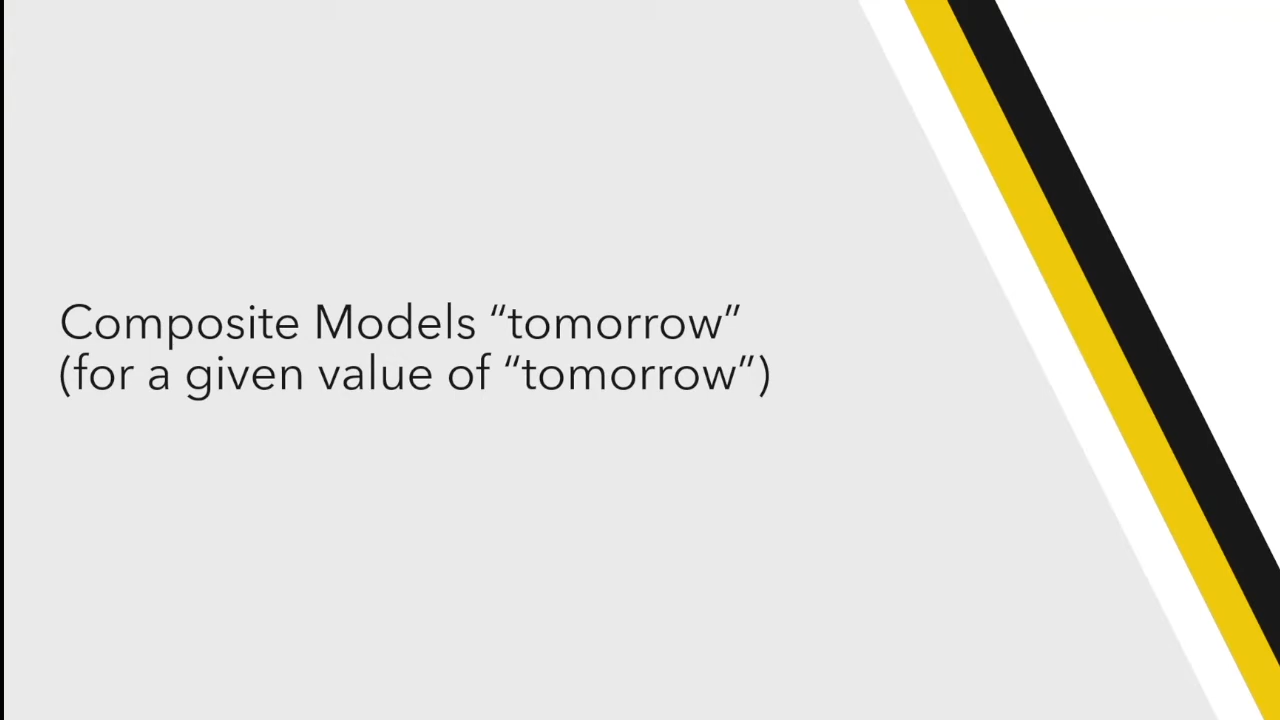 Composite Models “tomorrow”
(for a given value of “tomorrow”)